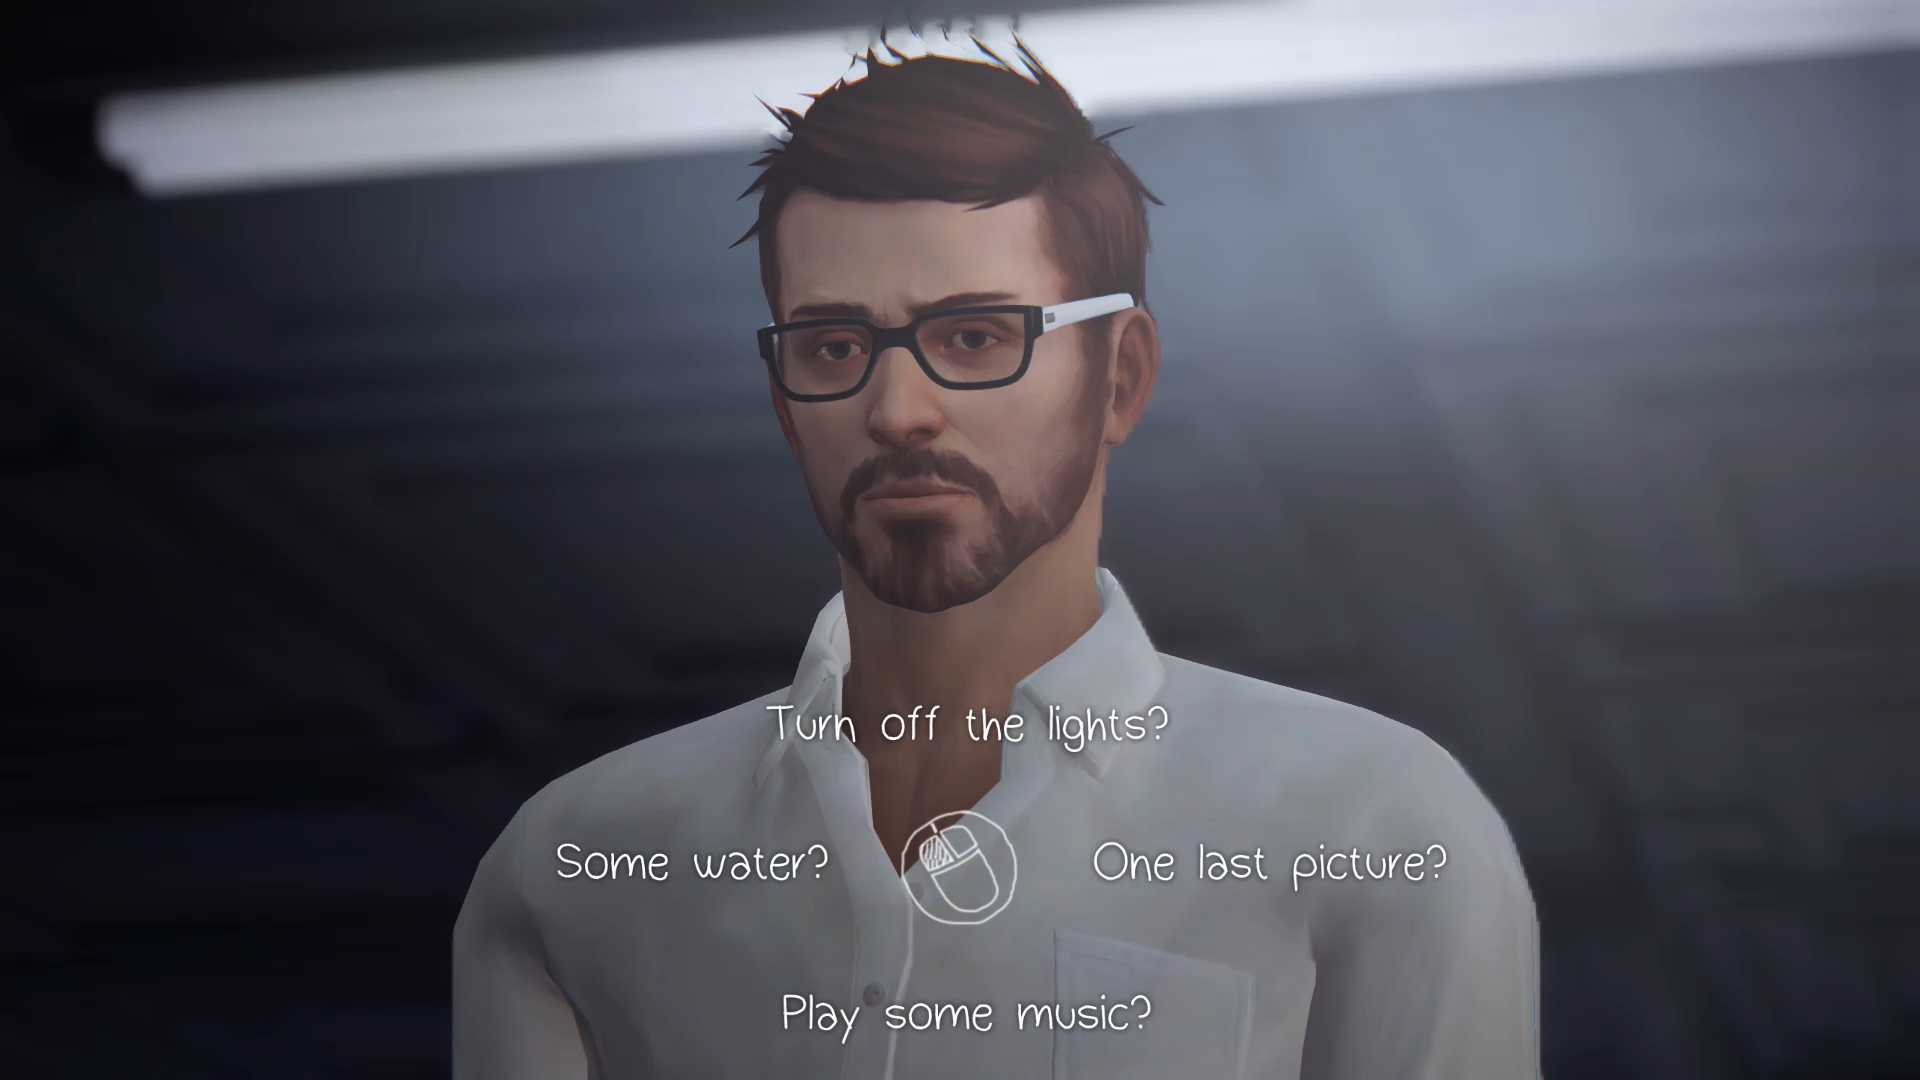 Turn off the lights?
Some water?
One last picture?
Play some music?